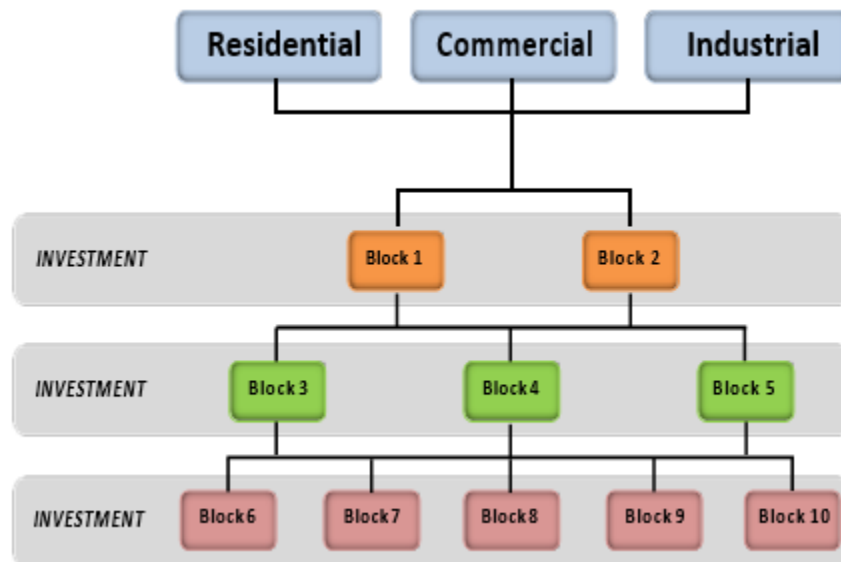 Residential Commercial Industrial
INVESTMENT Block 1 Block 2
INVESTMENT Block 3 Block 4 Block 5
INVESTMENT Block 6 Block 7 Block 8 Block 9 Block 10